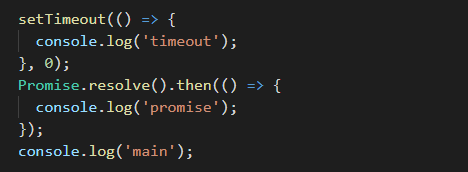 setTimeout(() => {
  console.log('timeout');
}, 0);
Promise.resolve().then(() => {
  console.log('promise');
});
console.log('main');